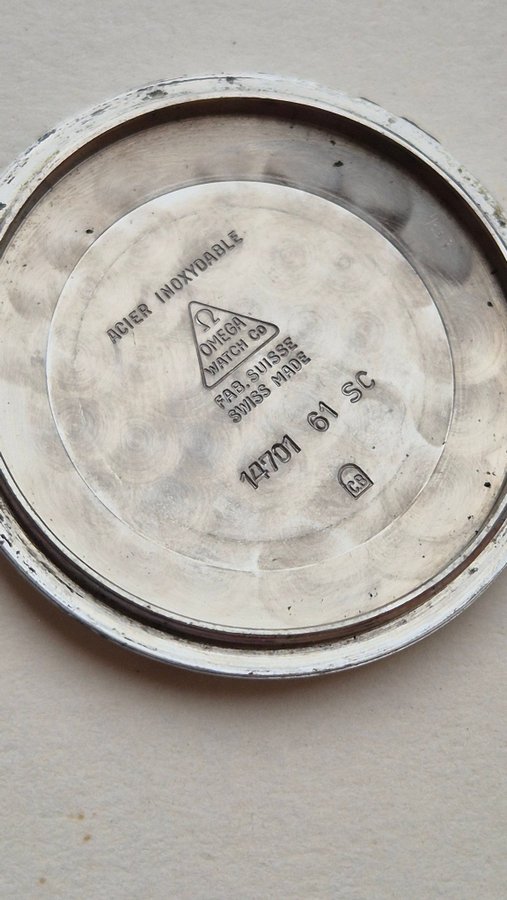 ACIER INOXYDABLE
Ω
OMEGA
WATCH Co
FAB. SUISSE
SWISS MADE
14701 61 SC
C.B